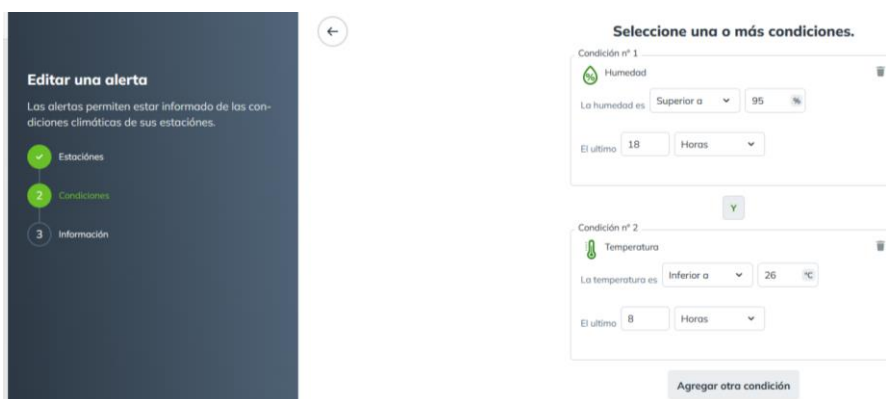 Editar una alerta
Las alertas permiten estar informado de las con-
diciones climáticas de sus estaciónes.
Estaciónes
2 Condiciones
3 Información
Seleccione una o más condiciones.
Condición nº 1
% Humedad
La humedad es Superior a 95 %
El ultimo 18 Horas
Y
Condición nº 2
Temperatura
La temperatura es Inferior a 26 °C
El ultimo 8 Horas
Agregar otra condición